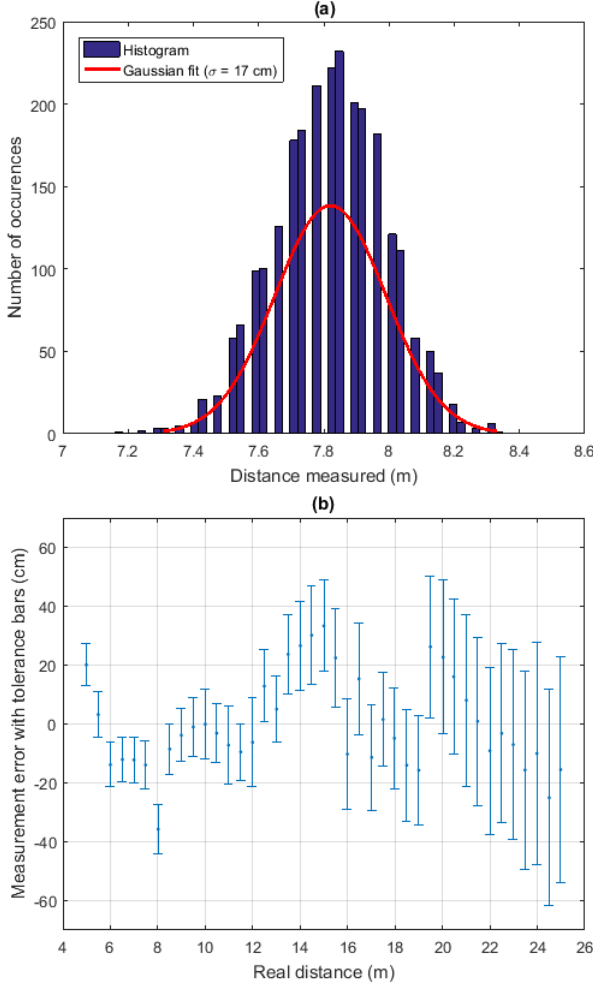 (a)
250
200
150
100
50
0
Number of occurences
Histogram
Gaussian fit (σ = 17 cm)
7 7.2 7.4 7.6 7.8 8 8.2 8.4 8.6
Distance measured (m)
(b)
60
40
20
0
-20
-40
-60
Measurement error with tolerance bars (cm)
4 6 8 10 12 14 16 18 20 22 24 26
Real distance (m)